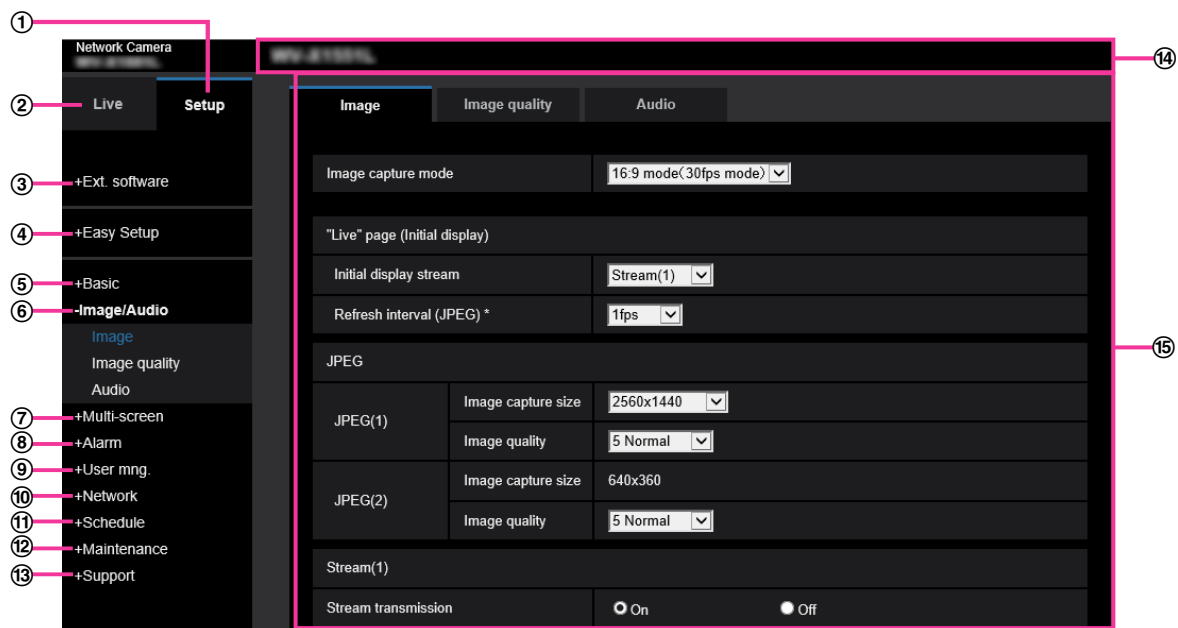 ①
Network Camera
⑭
② Live Setup
Image Image quality Audio
③ +Ext. software
④ +Easy Setup
⑤ +Basic
⑥ -Image/Audio
Image
Image quality
Audio
⑦ +Multi-screen
⑧ +Alarm
⑨ +User mng.
⑩ +Network
⑪ +Schedule
⑫ +Maintenance
⑬ +Support
Image capture mode 16:9 mode(30fps mode)
"Live" page (Initial display)
Initial display stream Stream(1)
Refresh interval (JPEG) * 1fps
⑮
JPEG
JPEG(1) Image capture size 2560x1440
Image quality 5 Normal
JPEG(2) Image capture size 640x360
Image quality 5 Normal
Stream(1)
Stream transmission On Off